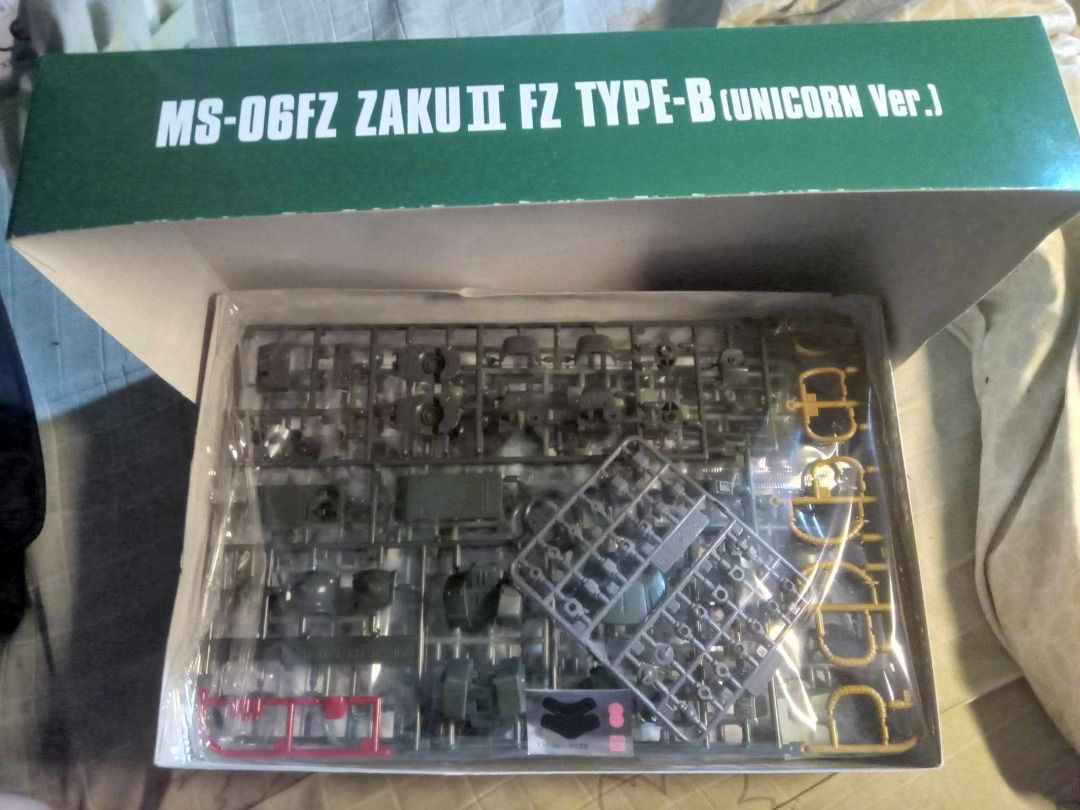 MS-06FZ ZAKU II FZ TYPE-B (UNICORN Ver.)